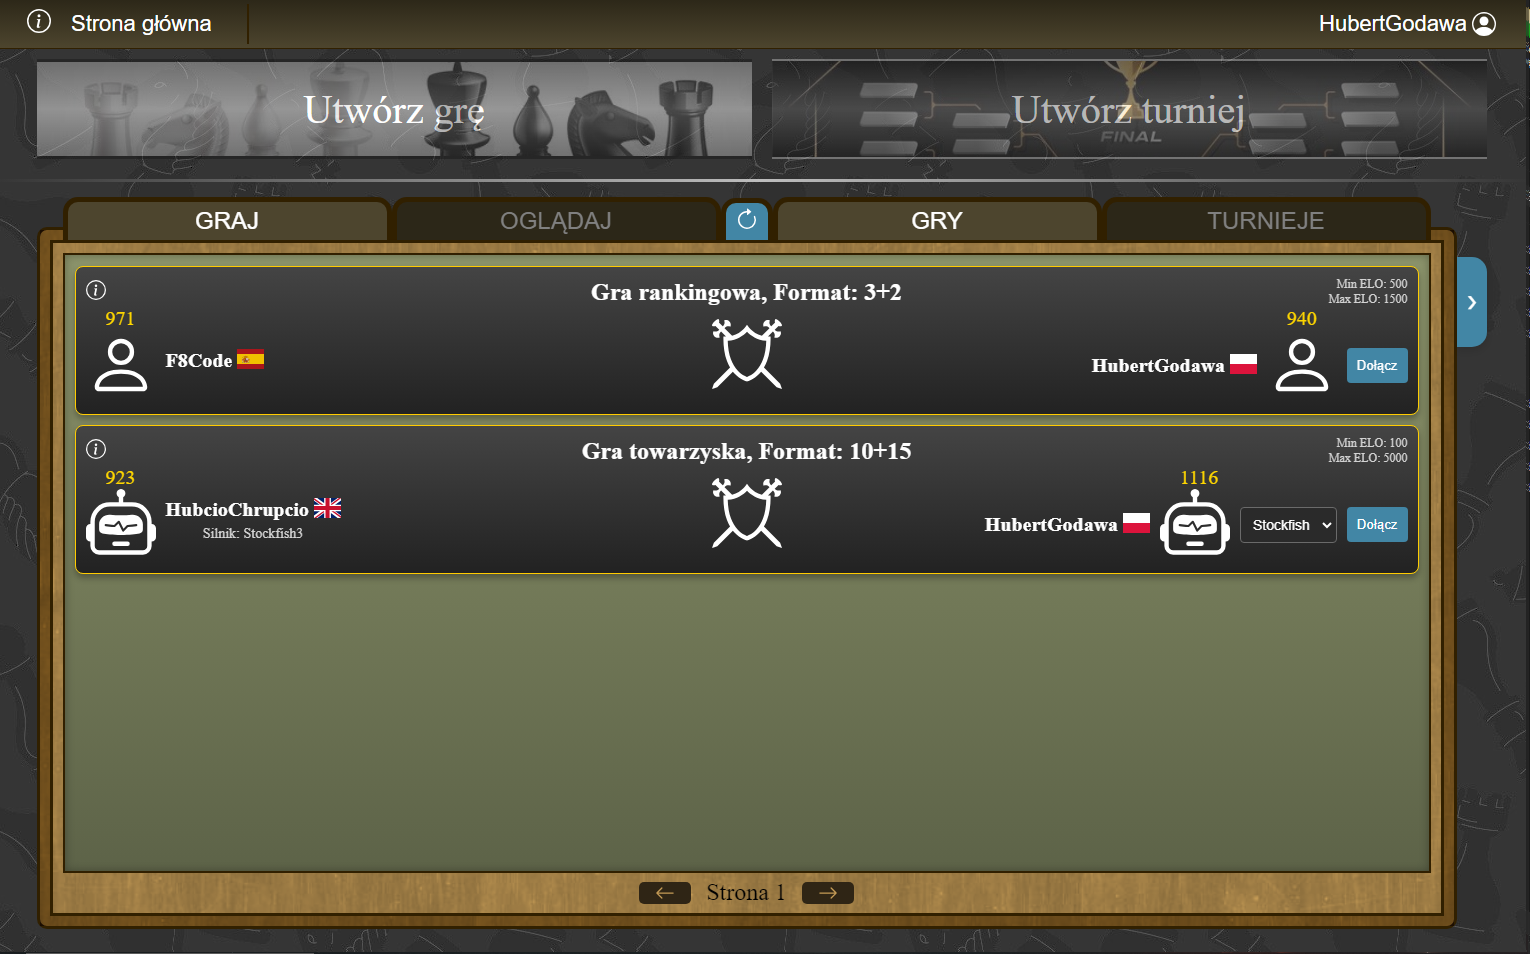 Strona główna
HubertGodawa
Utwórz grę
Utwórz turniej
FINAL
GRAJ
OGLĄDAJ
GRY
TURNIEJE
Gra rankingowa, Format: 3+2
Min ELO: 500
Max ELO: 1500
971
940
F8Code
HubertGodawa
Dołącz
Gra towarzyska, Format: 10+15
Min ELO: 100
Max ELO: 5000
923
1116
HubcioChrupcio
Silnik: Stockfish3
HubertGodawa
Stockfish
Dołącz
Strona 1